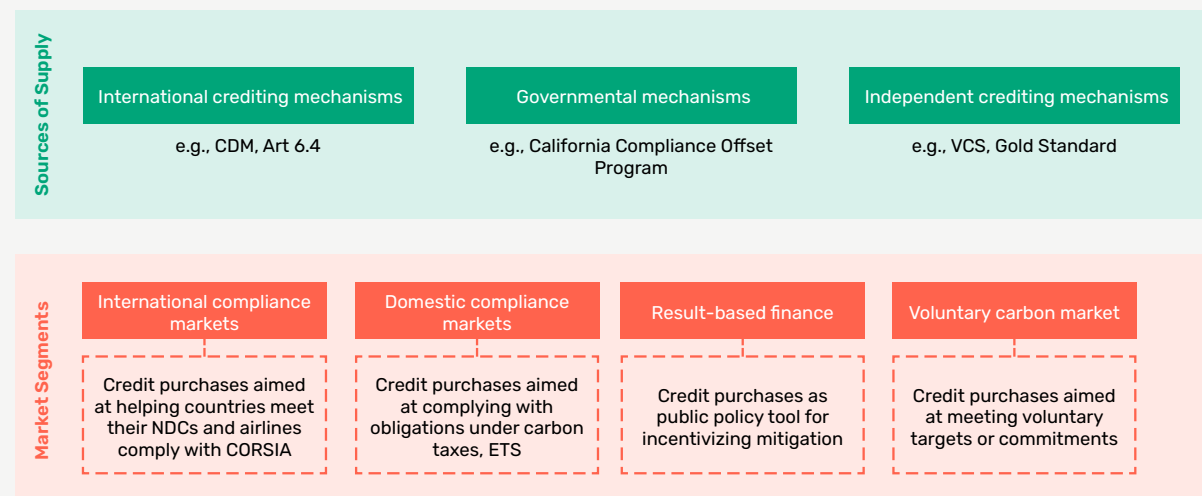 Sources of Supply
International crediting mechanisms
e.g., CDM, Art 6.4
Governmental mechanisms
e.g., California Compliance Offset
Program
Independent crediting mechanisms
e.g., VCS, Gold Standard
Market Segments
International compliance
markets
Credit purchases aimed
at helping countries meet
their NDCs and airlines
comply with CORSIA
Domestic compliance
markets
Credit purchases aimed
at complying with
obligations under carbon
taxes, ETS
Result-based finance
Credit purchases as
public policy tool for
incentivizing mitigation
Voluntary carbon market
Credit purchases aimed
at meeting voluntary
targets or commitments